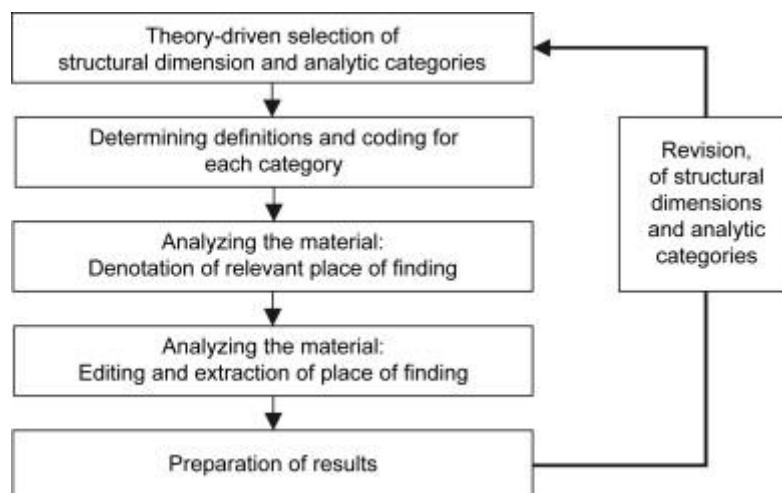 Theory-driven selection of
structural dimension and analytic categories
Determining definitions and coding for
each category
Analyzing the material:
Denotation of relevant place of finding
Analyzing the material:
Editing and extraction of place of finding
Preparation of results
Revision,
of structural
dimensions
and analytic
categories